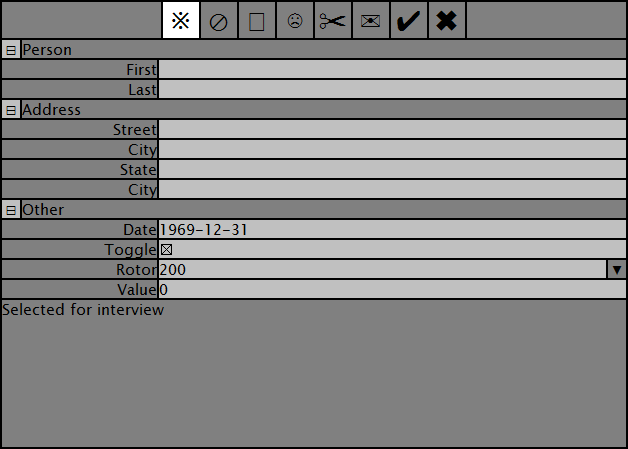 ※ ⊘ □ ☹ ✂ ✉ ✔ ✖
⊟ Person
First
Last
⊟ Address
Street
City
State
City
⊟ Other
Date 1969-12-31
Toggle ☒
Rotor 200 ▼
Value 0
Selected for interview